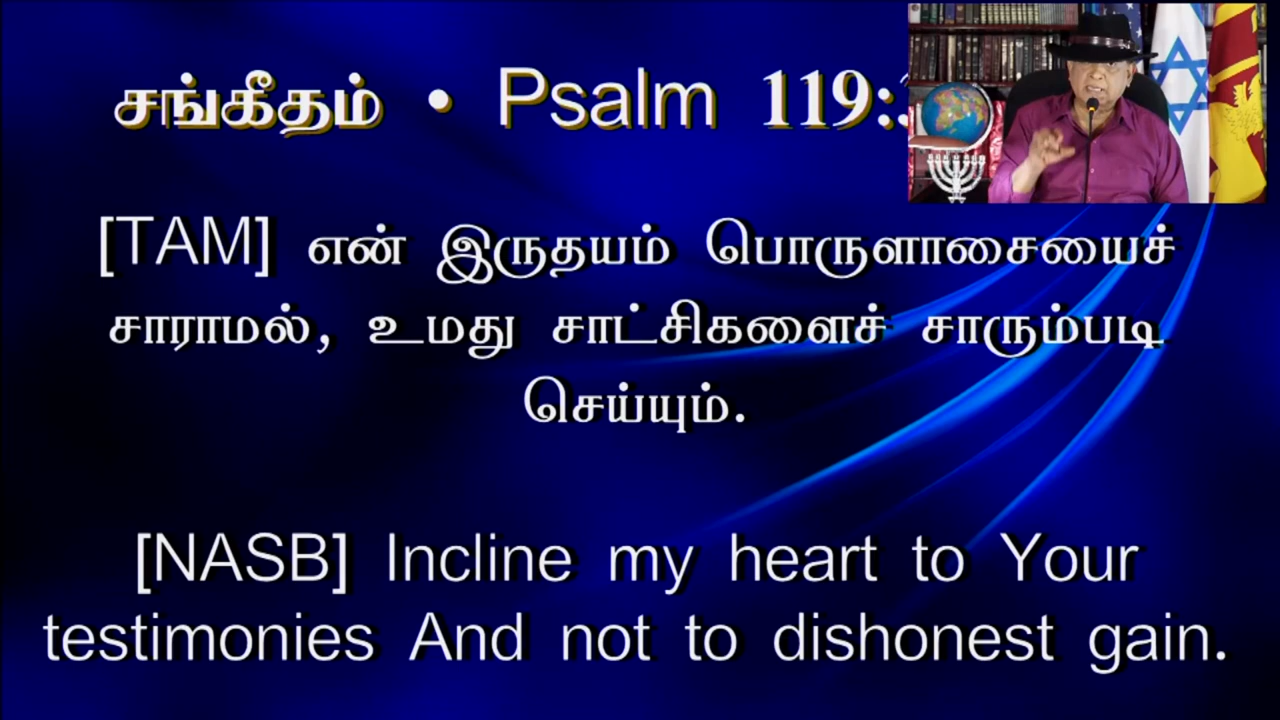 சங்கீதம் • Psalm 119:3
[TAM] என் இருதயம் பொருளாசையைச்
சாராமல், உமது சாட்சிகளைச் சாரும்படி
செய்யும்.
[NASB] Incline my heart to Your
testimonies And not to dishonest gain.